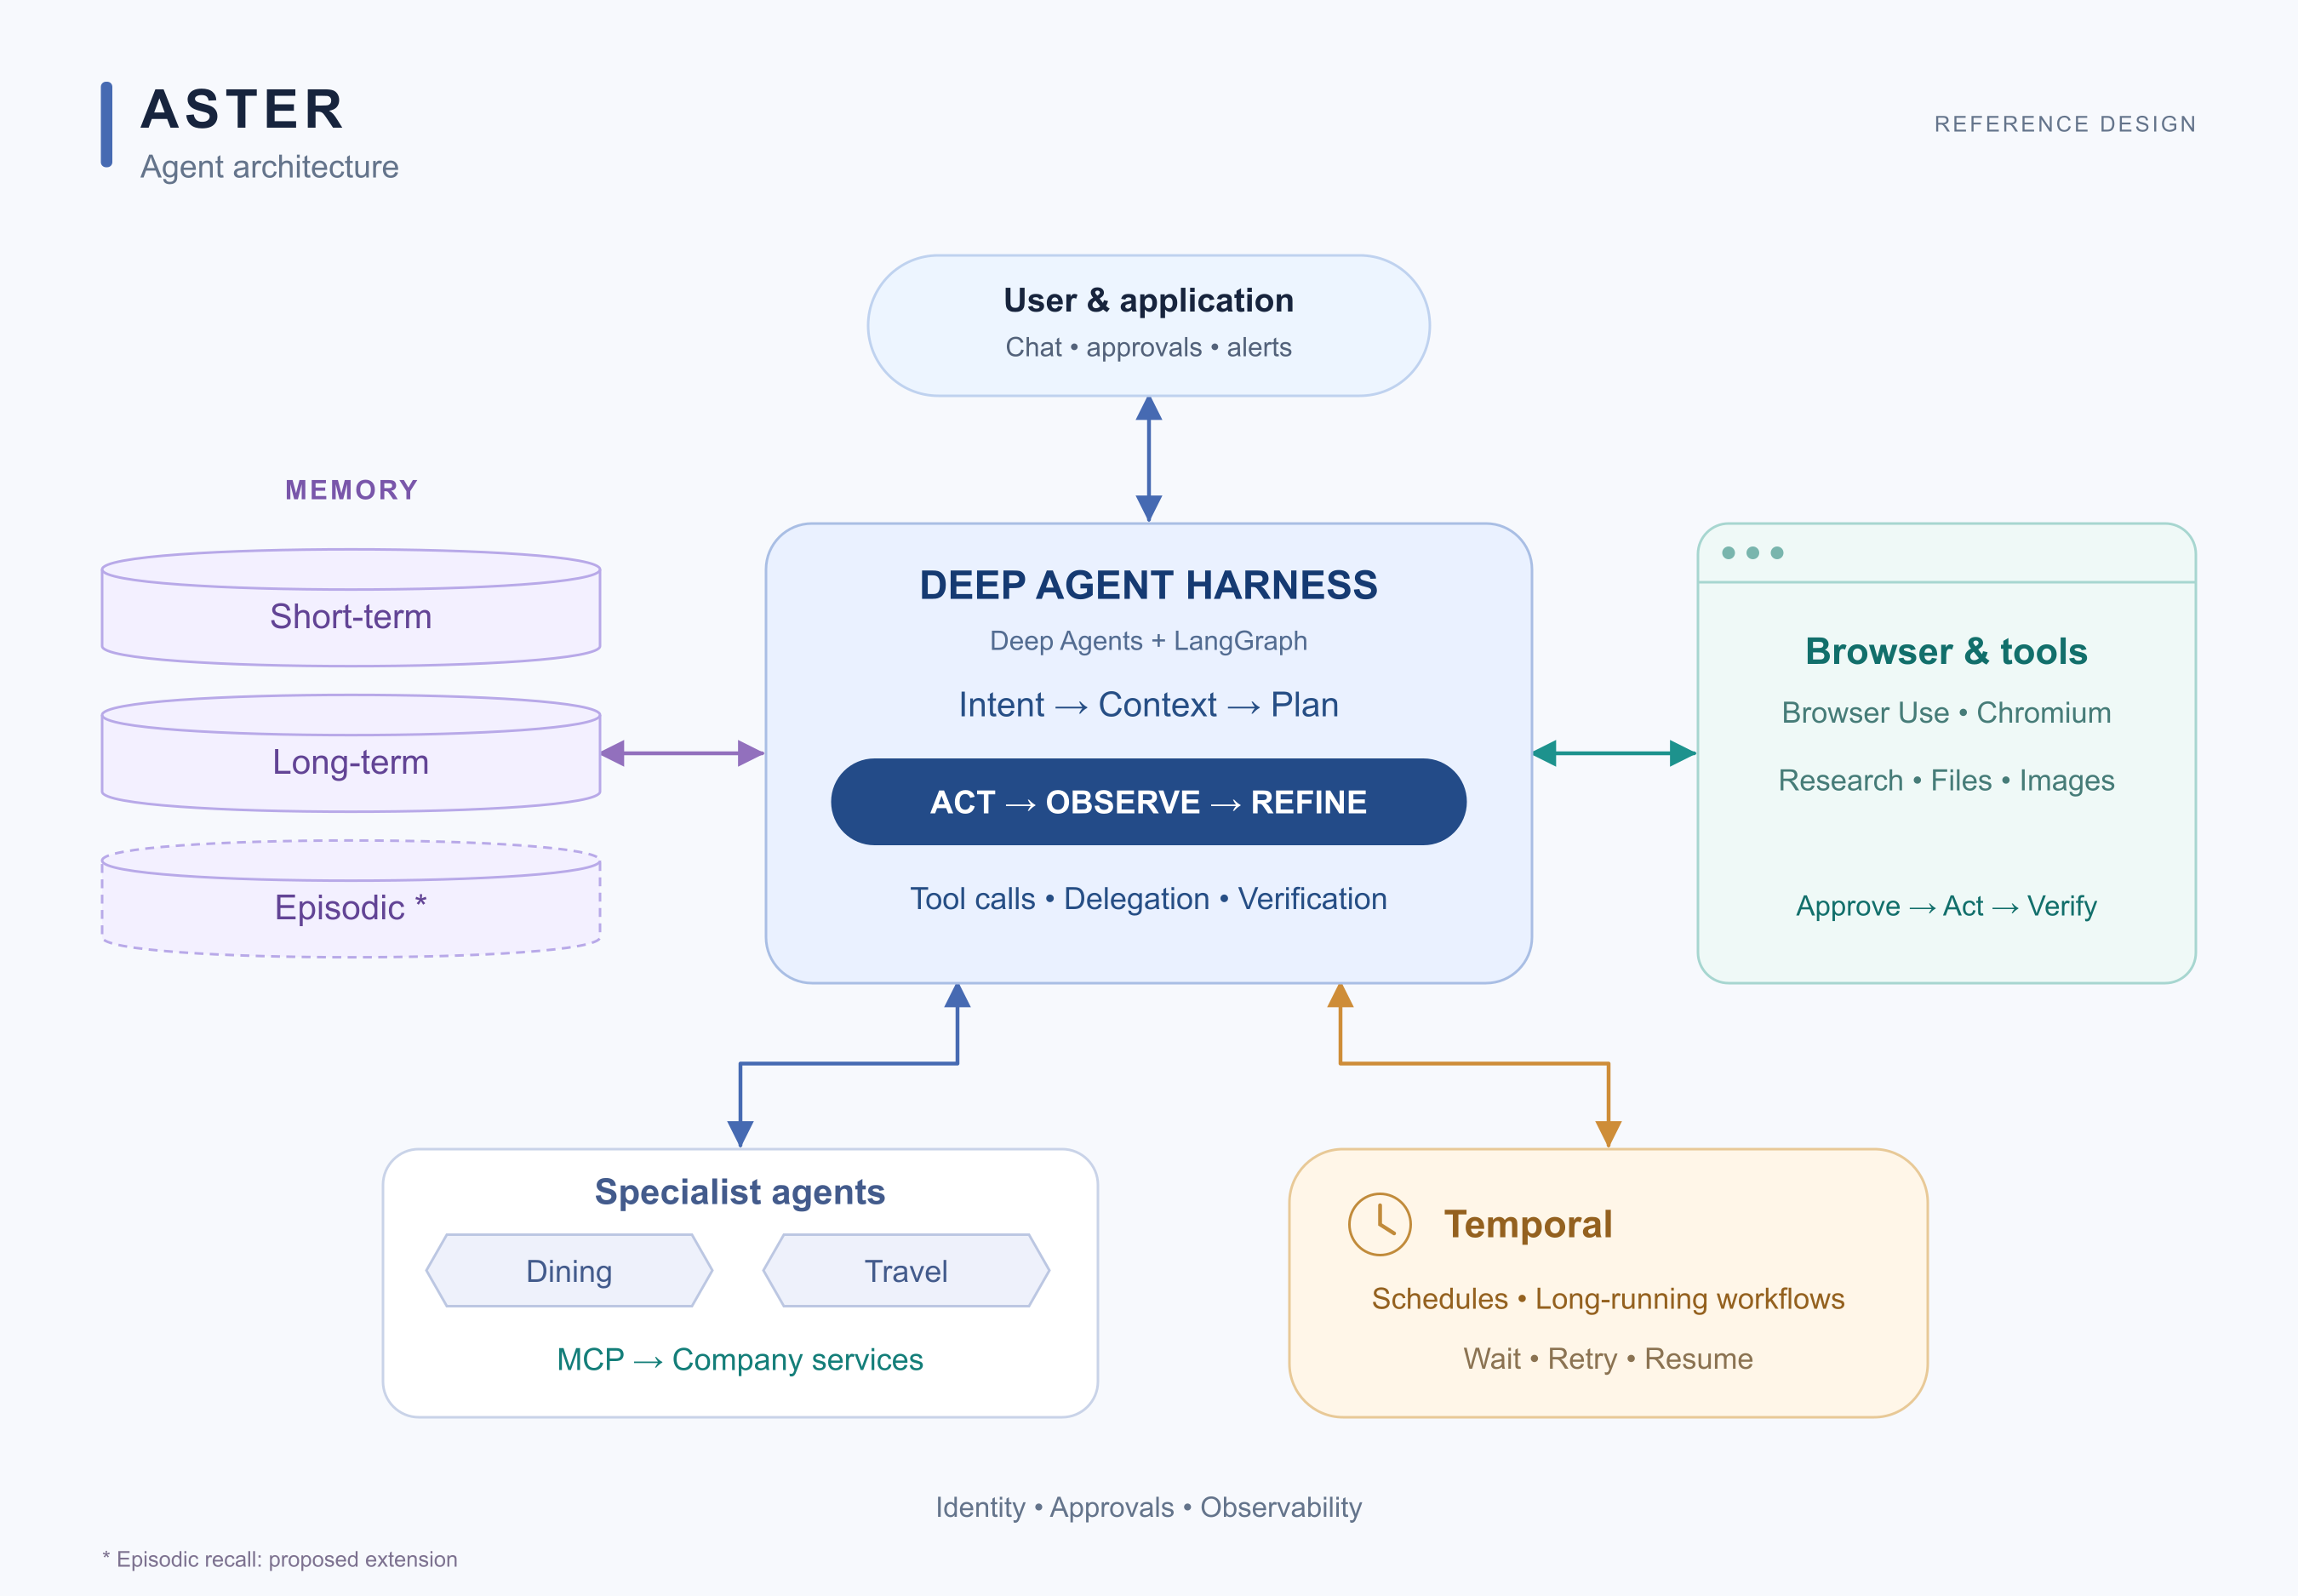 ASTER
Agent architecture
REFERENCE DESIGN
User & application
Chat • approvals • alerts
MEMORY
Short-term
Long-term
Episodic *
DEEP AGENT HARNESS
Deep Agents + LangGraph
Intent → Context → Plan
ACT → OBSERVE → REFINE
Tool calls • Delegation • Verification
Browser & tools
Browser Use • Chromium
Research • Files • Images
Approve → Act → Verify
Specialist agents
Dining
Travel
MCP → Company services
Temporal
Schedules • Long-running workflows
Wait • Retry • Resume
Identity • Approvals • Observability
* Episodic recall: proposed extension